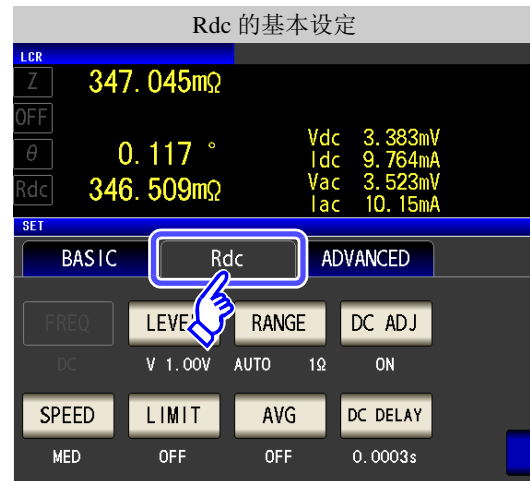 Rdc 的基本设定
LCR
Z 347.045mΩ
OFF
θ 0.117 °
Rdc 346.509mΩ
Vdc 3.383mV
Idc 9.764mA
Vac 3.523mV
Iac 10.15mA
SET
BASIC Rdc ADVANCED
FREQ LEVEL RANGE DC ADJ
DC V 1.00V AUTO 1Ω ON
SPEED LIMIT AVG DC DELAY
MED OFF OFF 0.0003s